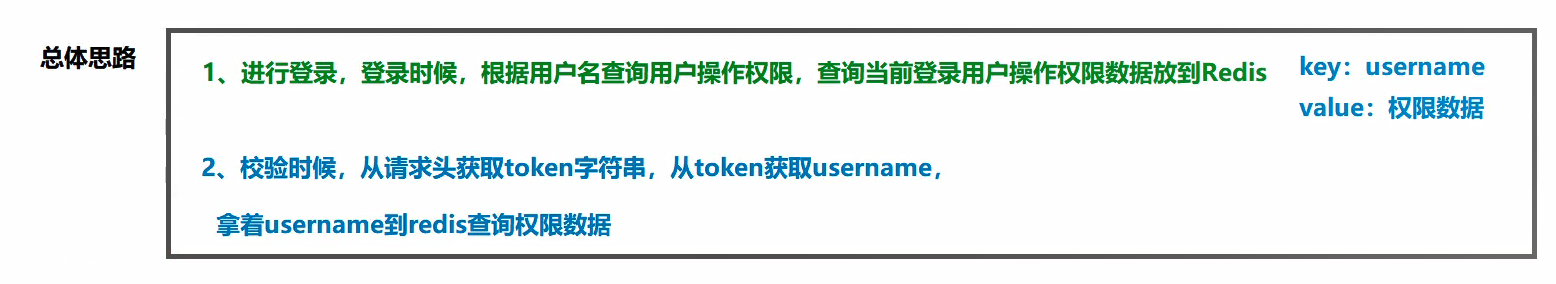 总体思路
1、进行登录，登录时候，根据用户名查询用户操作权限，查询当前登录用户操作权限数据放到Redis
key：username
value：权限数据
2、校验时候，从请求头获取token字符串，从token获取username，
拿着username到redis查询权限数据